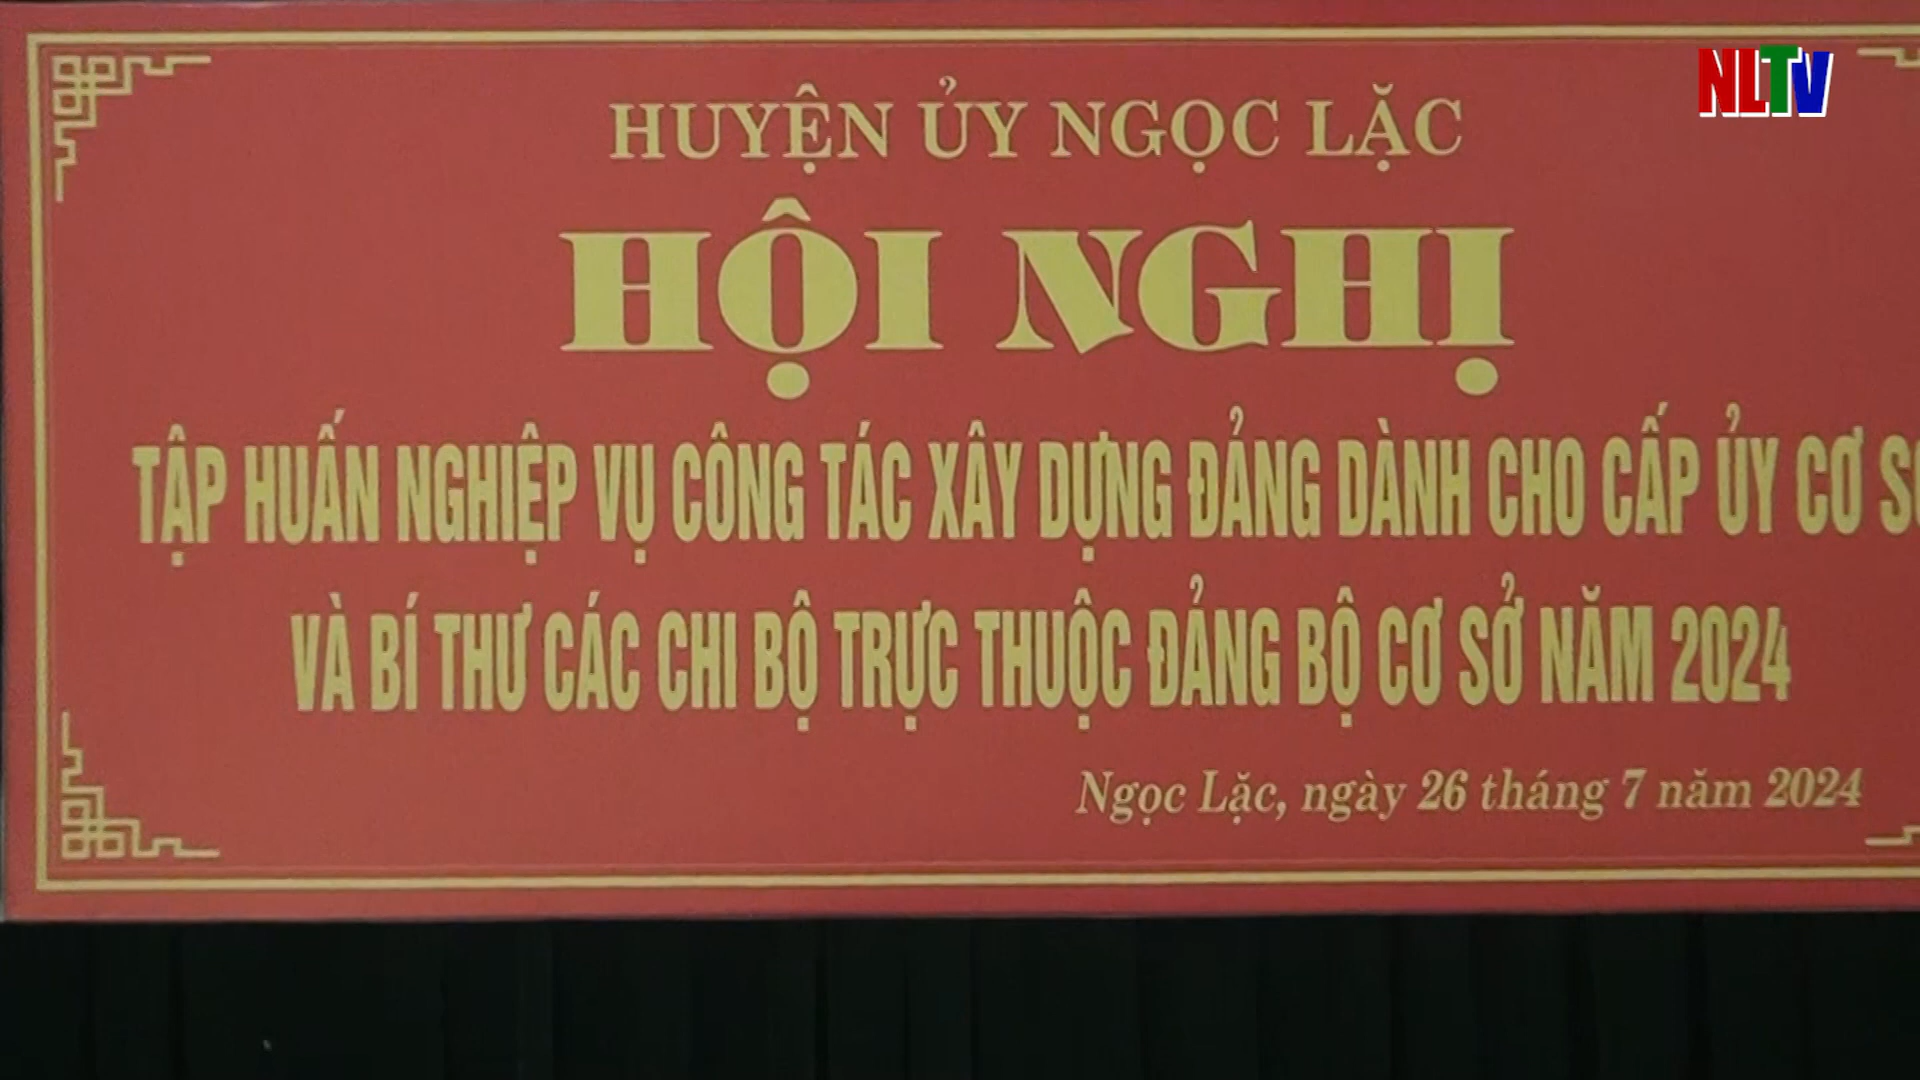 NLTV
HUYỆN ỦY NGỌC LẶC
HỘI NGHỊ
TẬP HUẤN NGHIỆP VỤ CÔNG TÁC XÂY DỰNG ĐẢNG DÀNH CHO CẤP ỦY CƠ SỞ
VÀ BÍ THƯ CÁC CHI BỘ TRỰC THUỘC ĐẢNG BỘ CƠ SỞ NĂM 2024
Ngọc Lặc, ngày 26 tháng 7 năm 2024